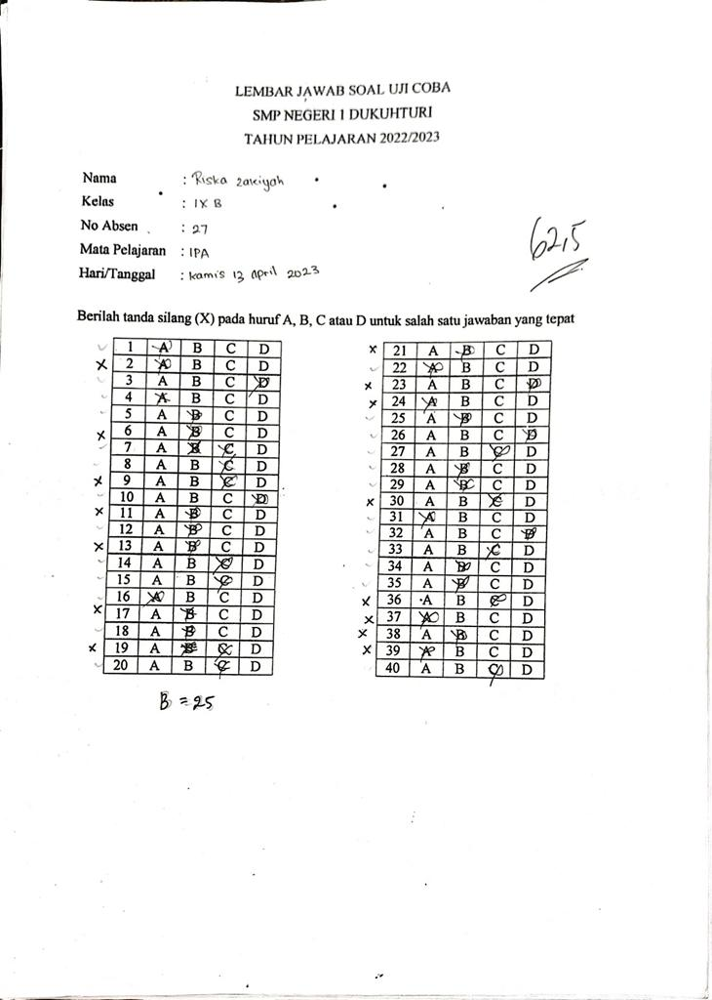 LEMBAR JAWAB SOAL UJI COBA
SMP NEGERI 1 DUKUHTURI
TAHUN PELAJARAN 2022/2023
Nama : Riska zakiyah
Kelas : IX B
No Absen : 27
Mata Pelajaran : IPA
Hari/Tanggal : kamis 13 april 2023
62,5
Berilah tanda silang (X) pada huruf A, B, C atau D untuk salah satu jawaban yang tepat
1 A B C D
2 A B C D
3 A B C D
4 A B C D
5 A B C D
6 A B C D
7 A B C D
8 A B C D
9 A B C D
10 A B C D
11 A B C D
12 A B C D
13 A B C D
14 A B C D
15 A B C D
16 A B C D
17 A B C D
18 A B C D
19 A B C D
20 A B C D
B = 25
21 A B C D
22 A B C D
23 A B C D
24 A B C D
25 A B C D
26 A B C D
27 A B C D
28 A B C D
29 A B C D
30 A B C D
31 A B C D
32 A B C D
33 A B C D
34 A B C D
35 A B C D
36 A B C D
37 A B C D
38 A B C D
39 A B C D
40 A B C D